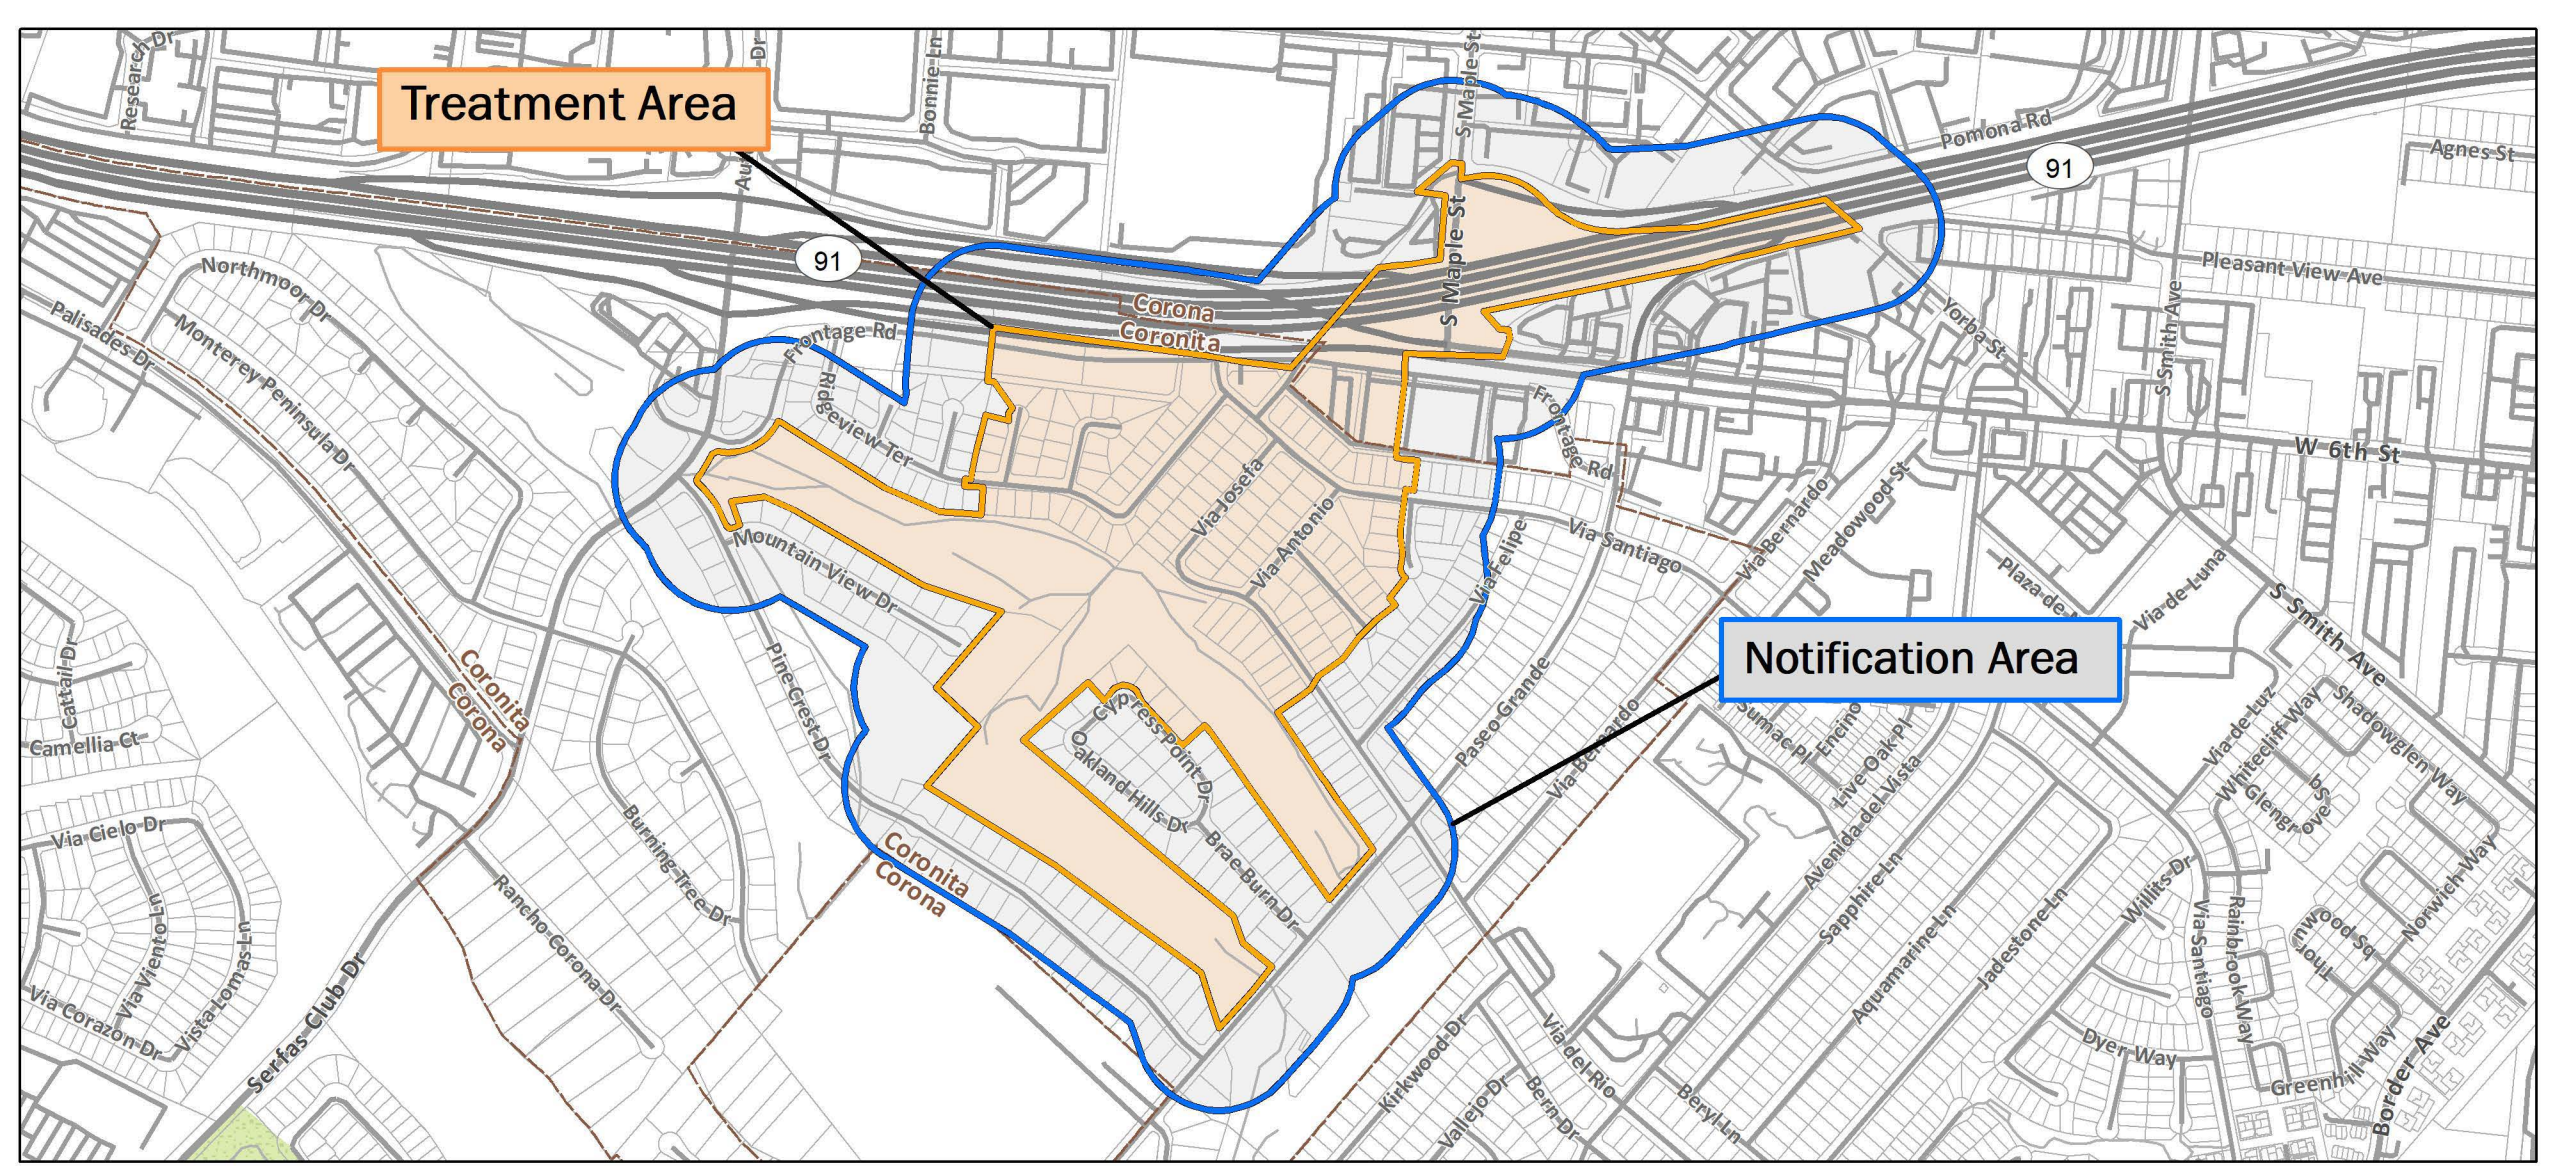 Research Dr
Bonnie Ln
S Maple St
Treatment Area
Pomona Rd
91
Agnes St
S Maple St
91
Northmoor Dr
Pleasant View Ave
Palisades Dr
Monterey Peninsula Dr
Frontage Rd
Corona
Coronita
Yorba St
S Smith Ave
Ridgeview Ter
Frontage Rd
W 6th St
Via Josefa
Via Antonio
Via Felipe
Via Santiago
Via Bernardo
Meadowood St
Mountain View Dr
Plaza de
Via de Luna
S Smith Ave
Notification Area
Cattail Dr
Camellia Ct
Coronita
Corona
Pine Crest Dr
Cypress Point Dr
Oakland Hills Dr
Brae Burn Dr
Paseo Grande
Via Bernardo
Sumac Pl
Encino
Live Oak Pl
Avenida del Vista
Via de Luz
Whitecliff Way
Shadowglen Way
Glengrove Sq
Via Cielo Dr
Burning Tree Dr
Coronita
Corona
Sapphire Ln
Willits Dr
Norwich Way
Via Viento Ln
Vista Lomas Ln
Via Corazon Dr
Serfas Club Dr
Rancho Corona Dr
Aquamarine Ln
Jadestone Ln
Via Santiago
Rainbrook Way
Kirkwood Dr
Vallejo Dr
Bern Dr
Via del Rio
Beryl Ln
Dyer Way
Greenhill Way
Border Ave